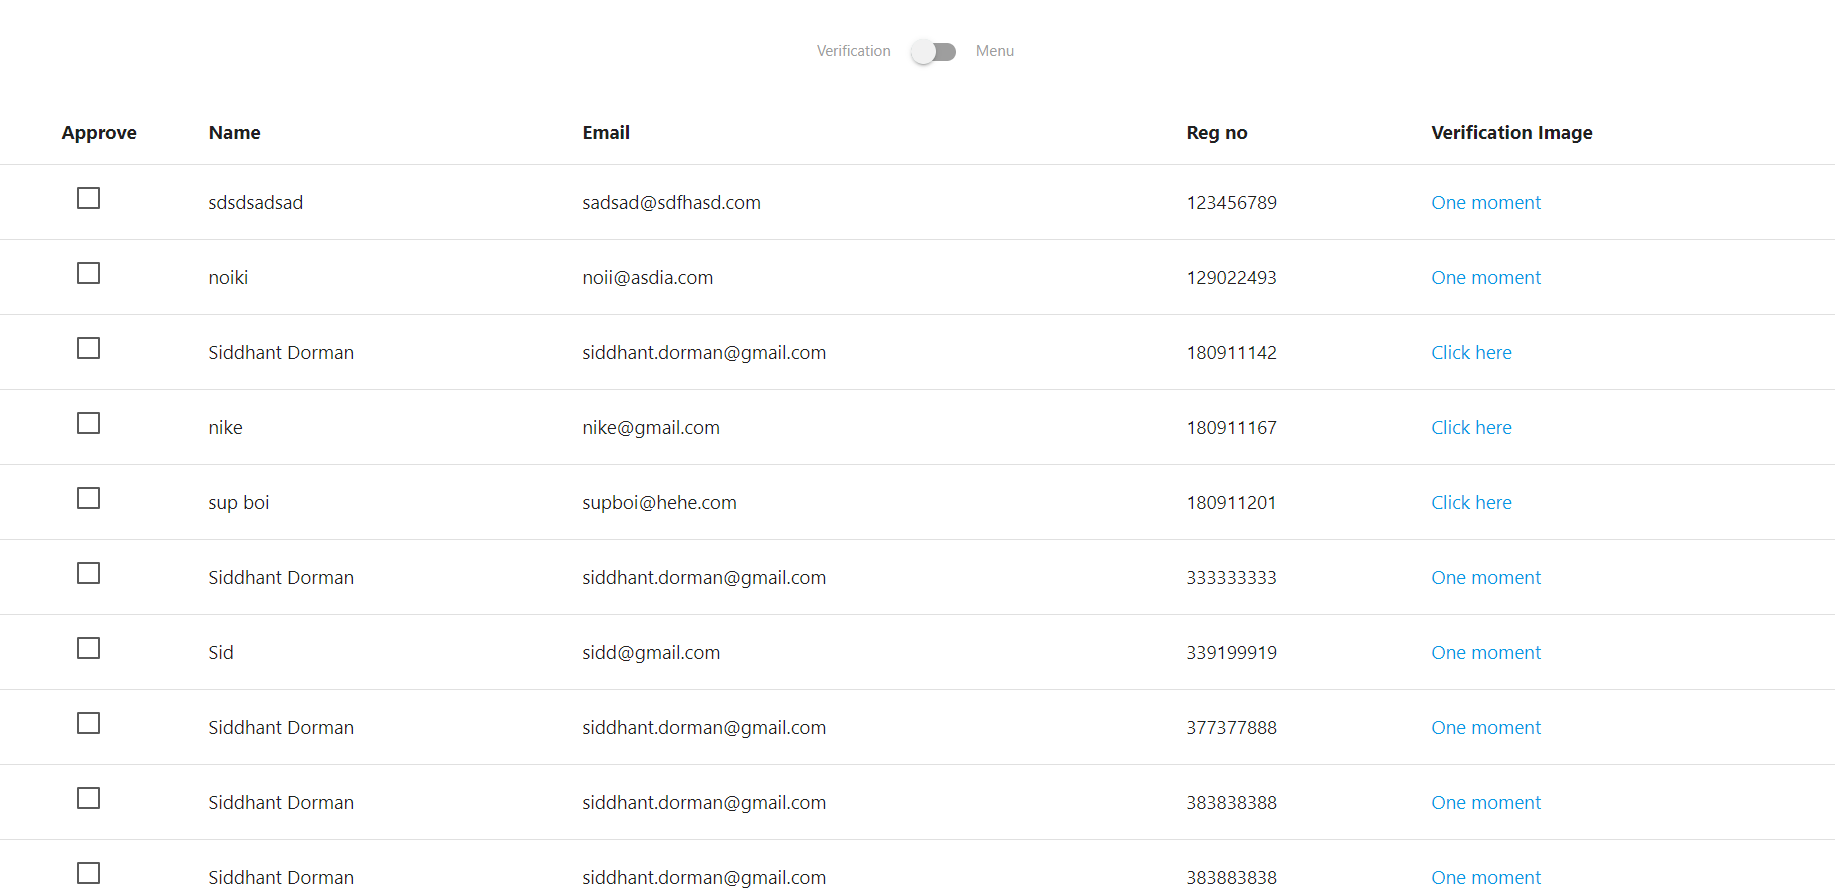 Verification Menu
Approve Name Email Reg no Verification Image
sdsdsadsad sadsad@sdfhasd.com 123456789 One moment
noiki noii@asdia.com 129022493 One moment
Siddhant Dorman siddhant.dorman@gmail.com 180911142 Click here
nike nike@gmail.com 180911167 Click here
sup boi supboi@hehe.com 180911201 Click here
Siddhant Dorman siddhant.dorman@gmail.com 333333333 One moment
Sid sidd@gmail.com 339199919 One moment
Siddhant Dorman siddhant.dorman@gmail.com 377377888 One moment
Siddhant Dorman siddhant.dorman@gmail.com 383838388 One moment
Siddhant Dorman siddhant.dorman@gmail.com 383883838 One moment